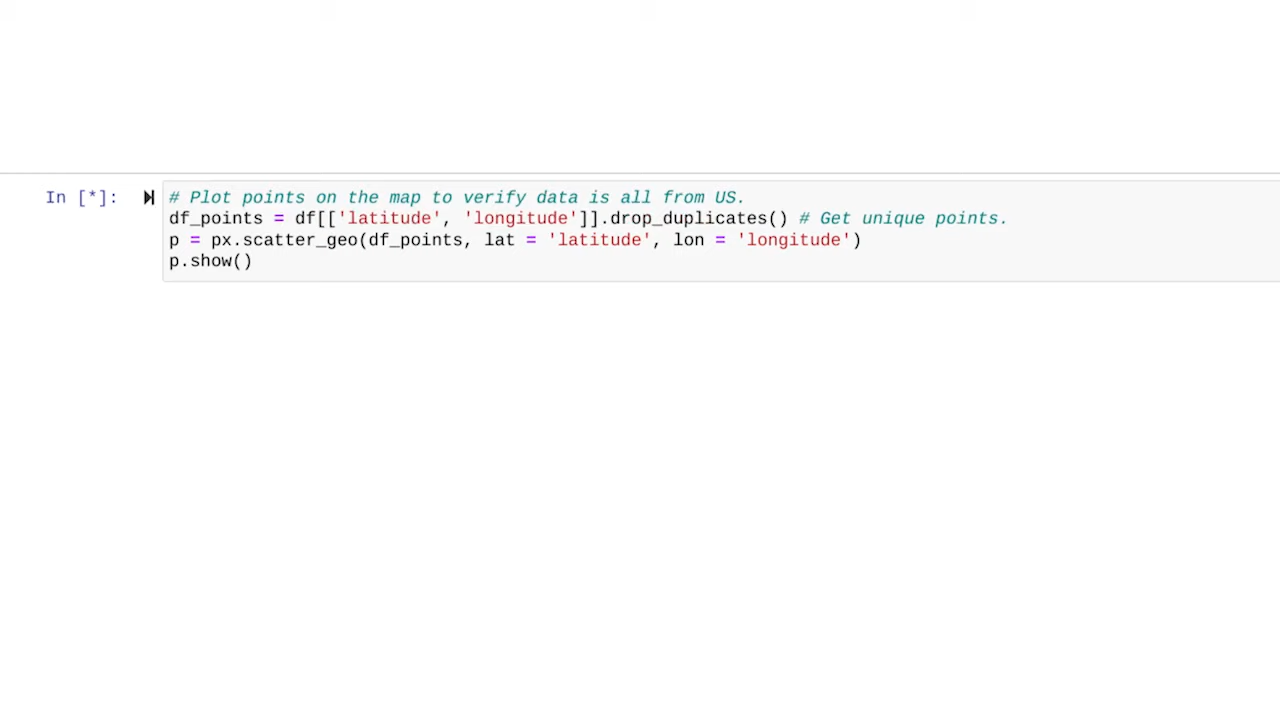 In [*]:
# Plot points on the map to verify data is all from US.
df_points = df[['latitude', 'longitude']].drop_duplicates() # Get unique points.
p = px.scatter_geo(df_points, lat = 'latitude', lon = 'longitude')
p.show()